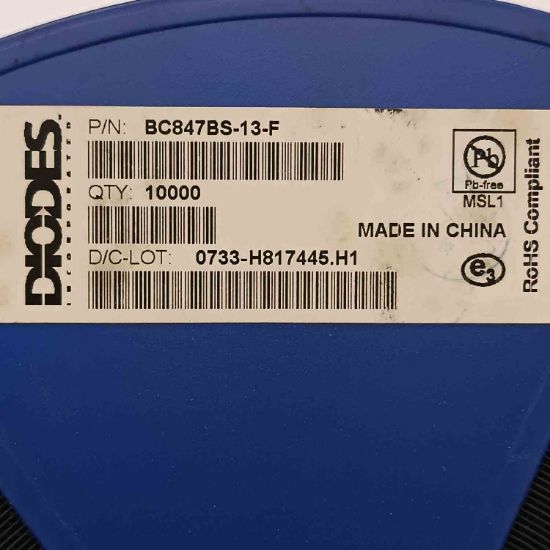 DIODES
INCORPORATED
P/N: BC847BS-13-F
QTY: 10000
D/C-LOT: 0733-H817445.H1
Pb
Pb-free
MSL1
MADE IN CHINA
e3
RoHS Compliant